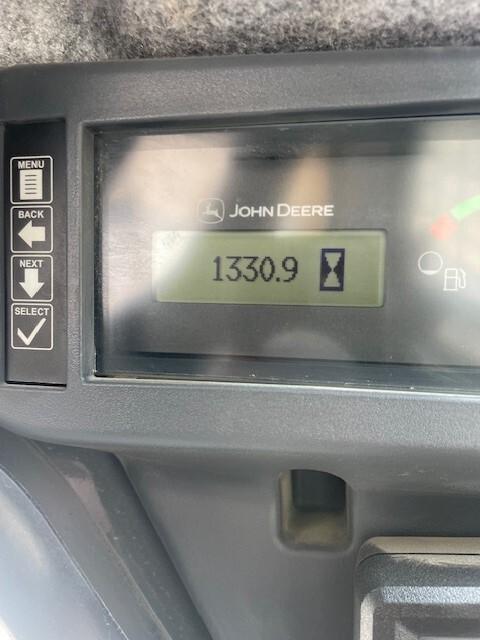 MENU
BACK
NEXT
SELECT
JOHN DEERE
1330.9